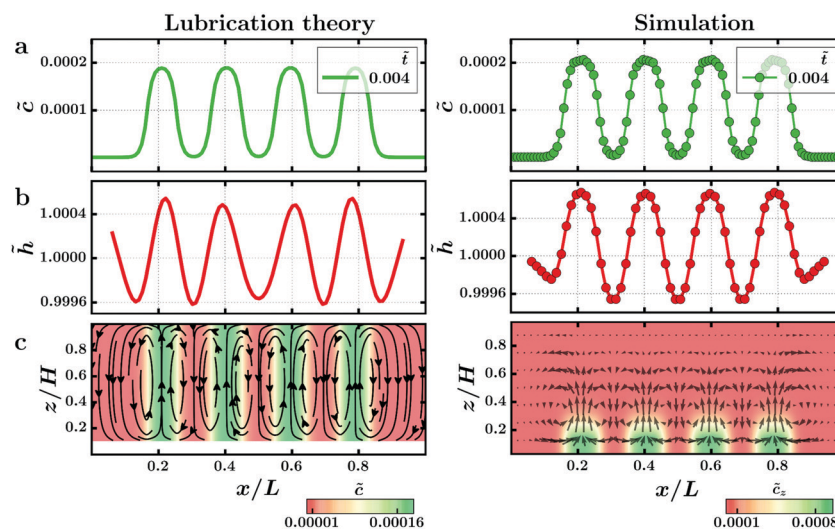 Lubrication theory
Simulation
a
c̃
0.0002
0.0001
t̃
0.004
c̃
0.0002
0.0001
t̃
0.004
b
h̃
1.0004
1.0000
0.9996
h̃
1.0004
1.0000
0.9996
c
z/H
0.8
0.6
0.4
0.2
z/H
0.8
0.6
0.4
0.2
0.2 0.4 0.6 0.8
x/L
0.2 0.4 0.6 0.8
x/L
c̃
0.00001 0.00016
c̃z
0.0001 0.0008